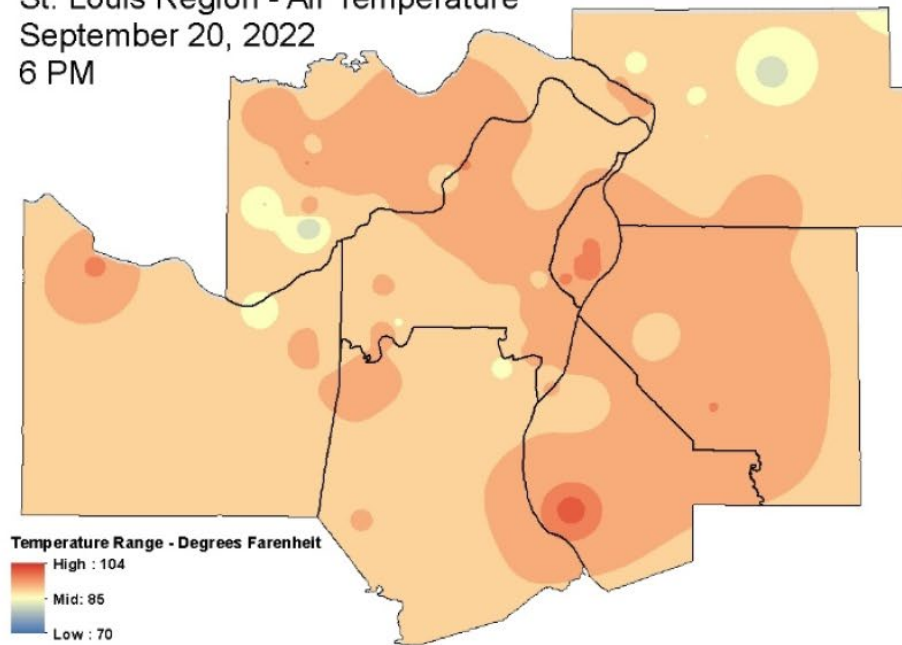 St. Louis Region - Air Temperature
September 20, 2022
6 PM
Temperature Range - Degrees Farenheit
High : 104
Mid: 85
Low : 70